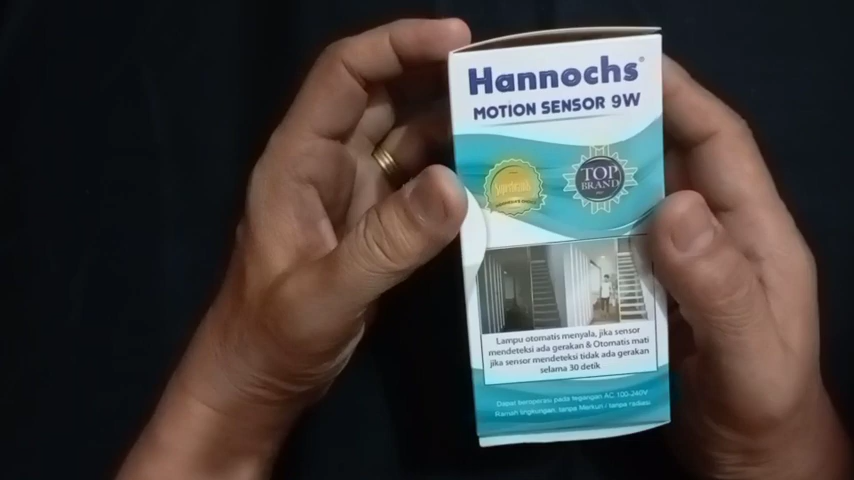 Hannochs®
MOTION SENSOR 9W
Superbrands
TOP
BRAND
Lampu otomatis menyala, jika sensor
mendeteksi ada gerakan & Otomatis mati
jika sensor mendeteksi tidak ada gerakan
selama 30 detik
Dapat beroperasi pada tegangan AC 100-240V
Ramah lingkungan, tanpa Merkuri / tanpa radiasi